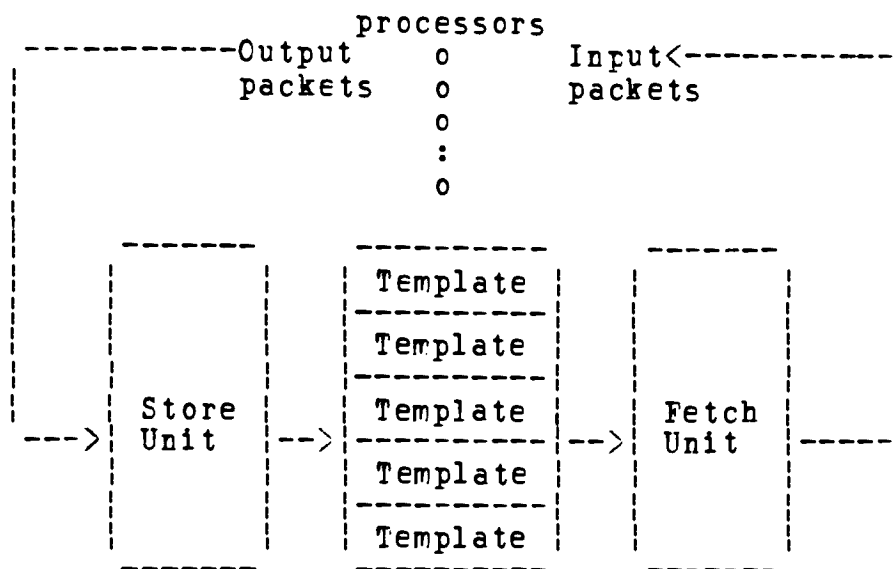 processors
Output
packets
Input
packets
Template
Template
Template
Template
Template
Store
Unit
Fetch
Unit